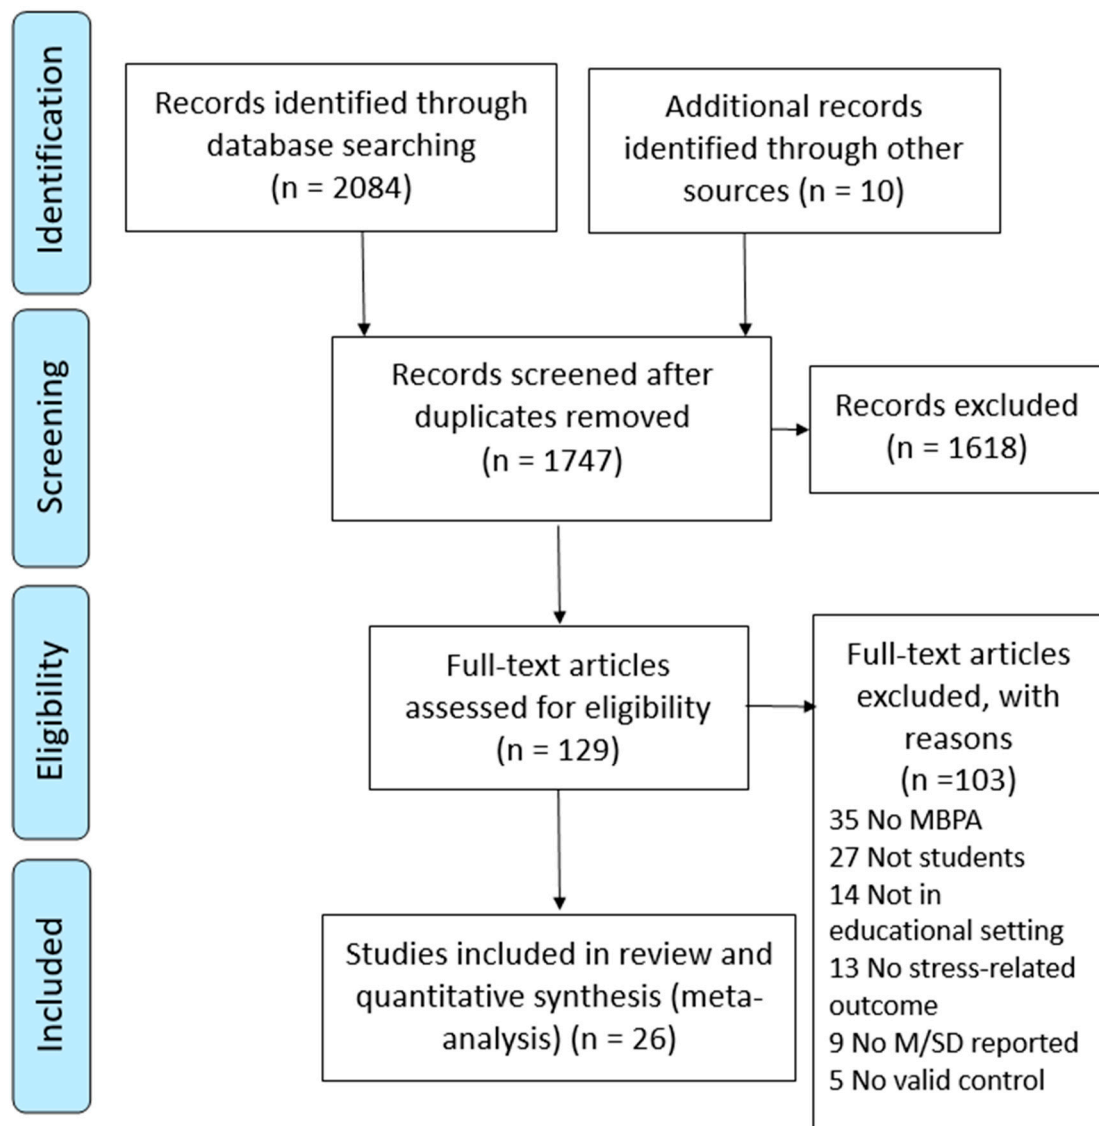 Identification
Records identified through
database searching
(n = 2084)
Additional records
identified through other
sources (n = 10)
Screening
Records screened after
duplicates removed
(n = 1747)
Records excluded
(n = 1618)
Eligibility
Full-text articles
assessed for eligibility
(n = 129)
Full-text articles
excluded, with
reasons
(n =103)
35 No MBPA
27 Not students
14 Not in
educational setting
13 No stress-related
outcome
9 No M/SD reported
5 No valid control
Included
Studies included in review and
quantitative synthesis (meta-
analysis) (n = 26)